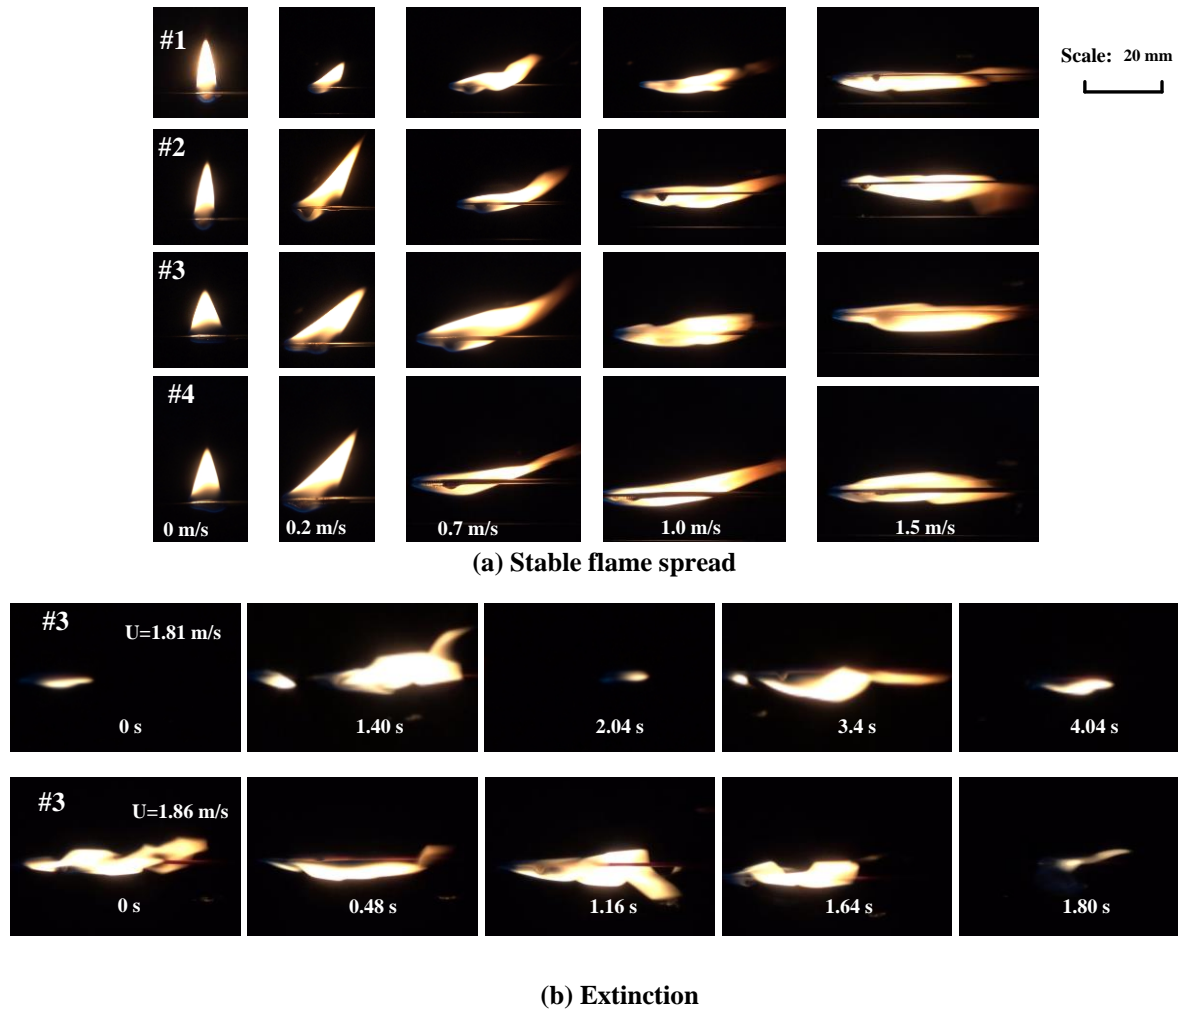 #1
Scale: 20 mm
#2
#3
#4
0 m/s
0.2 m/s
0.7 m/s
1.0 m/s
1.5 m/s
(a) Stable flame spread
#3
U=1.81 m/s
0 s
1.40 s
2.04 s
3.4 s
4.04 s
#3
U=1.86 m/s
0 s
0.48 s
1.16 s
1.64 s
1.80 s
(b) Extinction